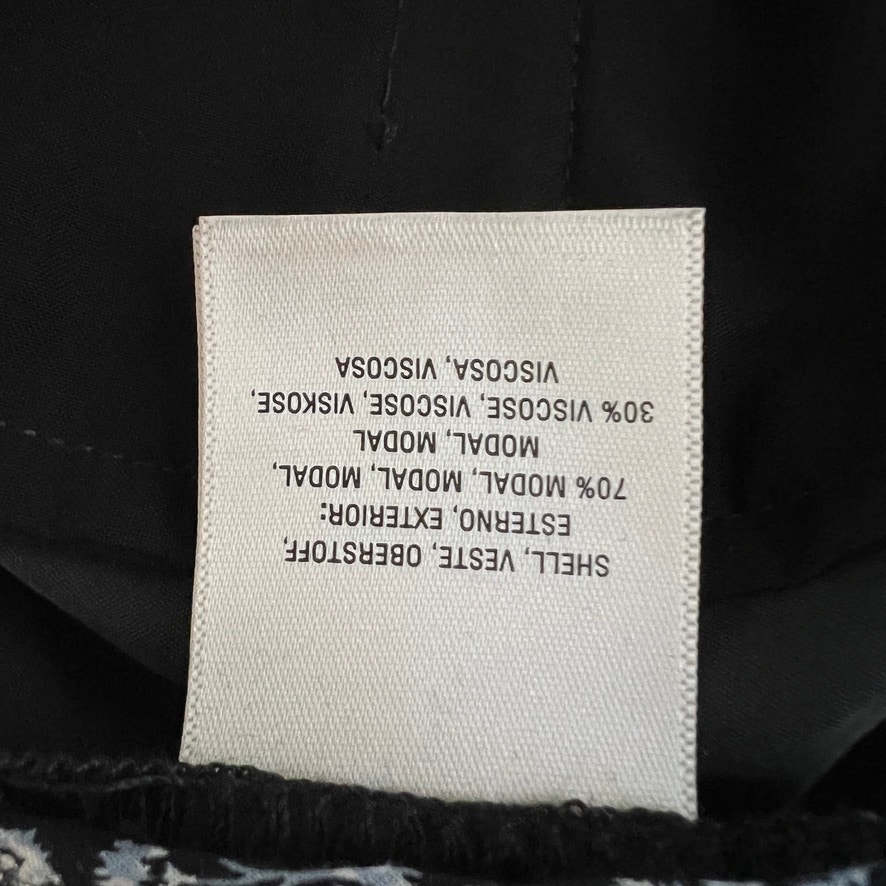 SHELL, VESTE, OBERSTOFF,
ESTERNO, EXTERIOR:
70% MODAL, MODAL, MODAL,
MODAL, MODAL
30% VISCOSE, VISCOSE, VISKOSE,
VISCOSA, VISCOSA